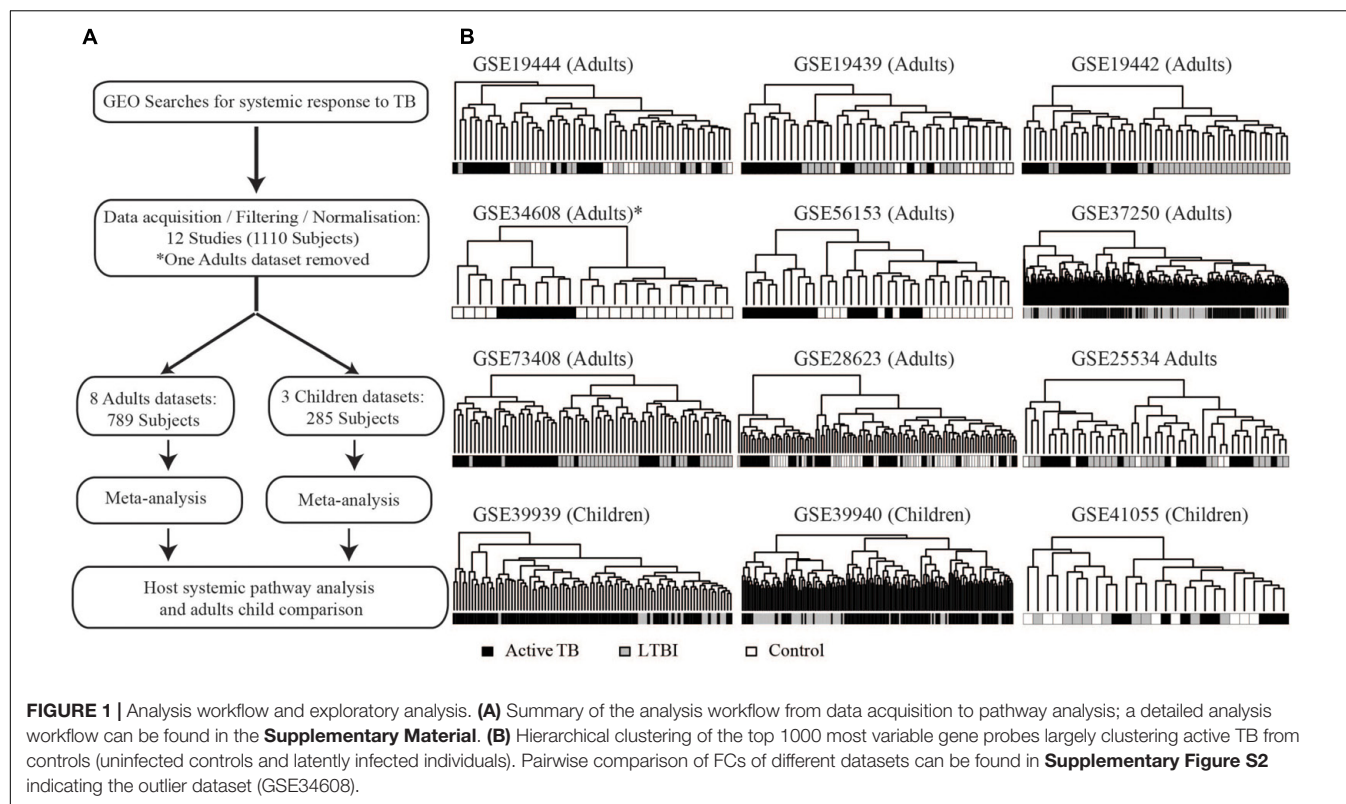 A
GEO Searches for systemic response to TB
Data acquisition / Filtering / Normalisation:
12 Studies (1110 Subjects)
*One Adults dataset removed
8 Adults datasets:
789 Subjects
3 Children datasets:
285 Subjects
Meta-analysis
Meta-analysis
Host systemic pathway analysis
and adults child comparison
B
GSE19444 (Adults)
GSE19439 (Adults)
GSE19442 (Adults)
GSE34608 (Adults)*
GSE56153 (Adults)
GSE37250 (Adults)
GSE73408 (Adults)
GSE28623 (Adults)
GSE25534 Adults
GSE39939 (Children)
GSE39940 (Children)
GSE41055 (Children)
Active TB
LTBI
Control
FIGURE 1 | Analysis workflow and exploratory analysis. (A) Summary of the analysis workflow from data acquisition to pathway analysis; a detailed analysis
workflow can be found in the Supplementary Material. (B) Hierarchical clustering of the top 1000 most variable gene probes largely clustering active TB from
controls (uninfected controls and latently infected individuals). Pairwise comparison of FCs of different datasets can be found in Supplementary Figure S2
indicating the outlier dataset (GSE34608).